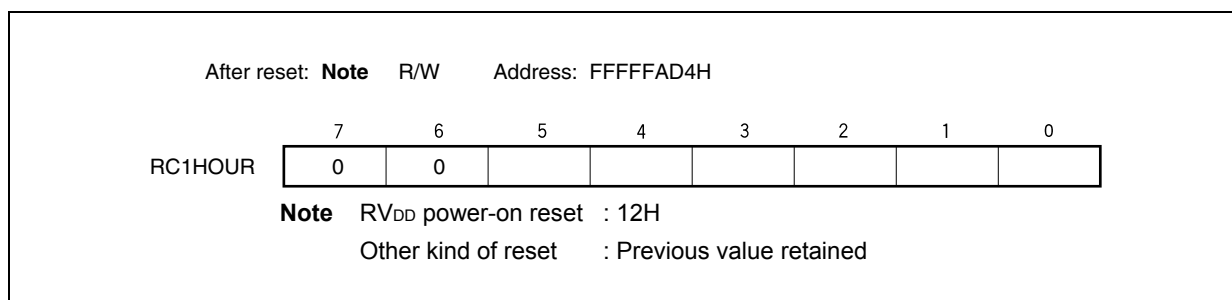 After reset: Note R/W Address: FFFFFAD4H
7 6 5 4 3 2 1 0
RC1HOUR 0 0
Note RVDD power-on reset : 12H
Other kind of reset : Previous value retained